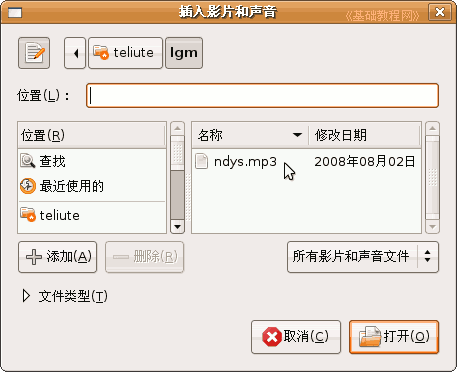 插入影片和声音
《基础教程网》
teliute lgm
位置(L)：
位置(R)
名称 修改日期
查找
ndys.mp3 2008年08月02日
最近使用的
teliute
添加(A) 删除(R) 所有影片和声音文件
文件类型(T)
取消(C) 打开(O)